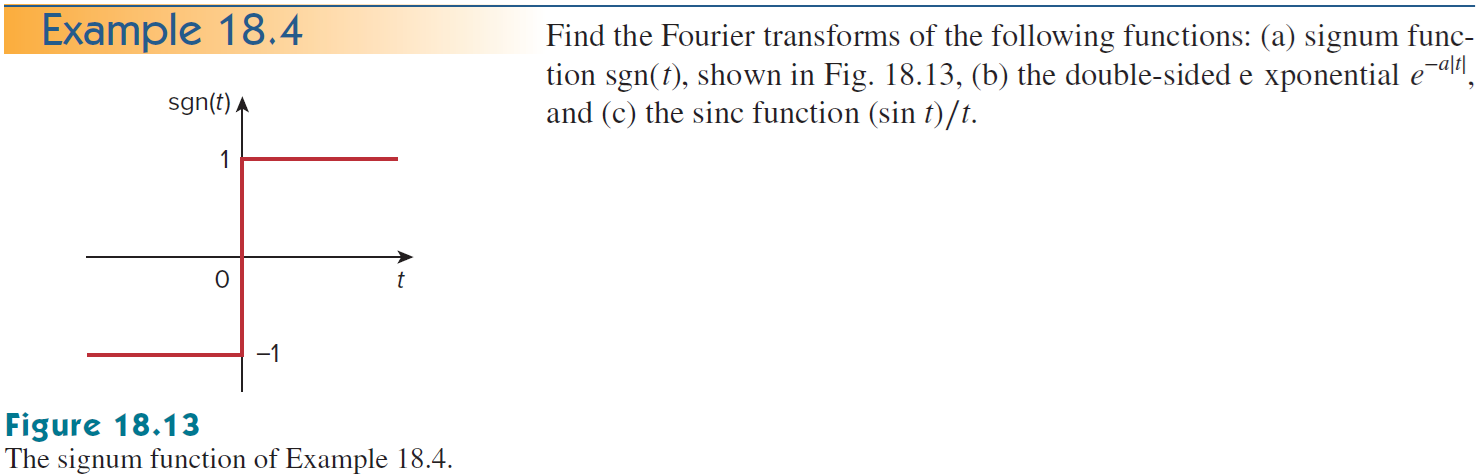 Example 18.4
Find the Fourier transforms of the following functions: (a) signum func-
tion sgn(t), shown in Fig. 18.13, (b) the double-sided e xponential e^{-a|t|},
and (c) the sinc function (sin t)/t.
sgn(t)
1
0
t
–1
Figure 18.13
The signum function of Example 18.4.